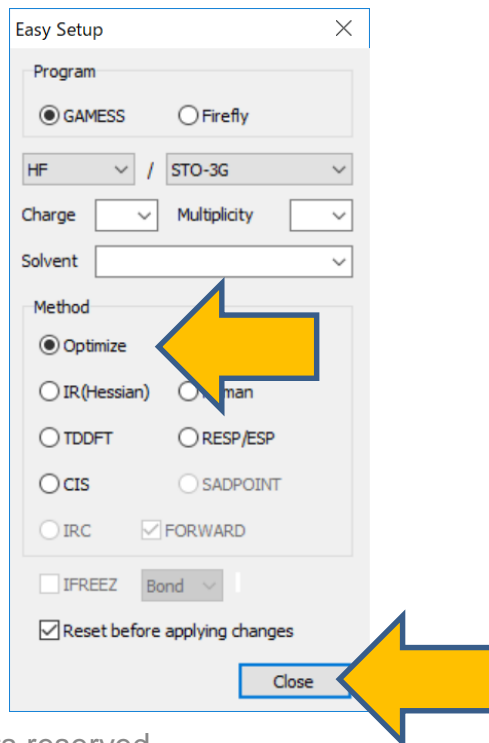 Easy Setup
Program
GAMESS Firefly
HF / STO-3G
Charge Multiplicity
Solvent
Method
Optimize
IR(Hessian)
TDDFT RESP/ESP
CIS SADPOINT
IRC FORWARD
IFREEZ Bond
Reset before applying changes
Close
reserved